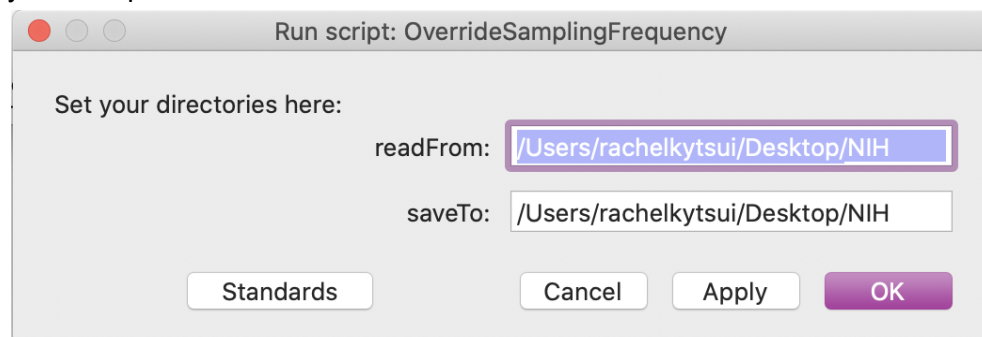 Run script: OverrideSamplingFrequency
Set your directories here:
readFrom: /Users/rachelkytsui/Desktop/NIH
saveTo: /Users/rachelkytsui/Desktop/NIH
Standards Cancel Apply OK